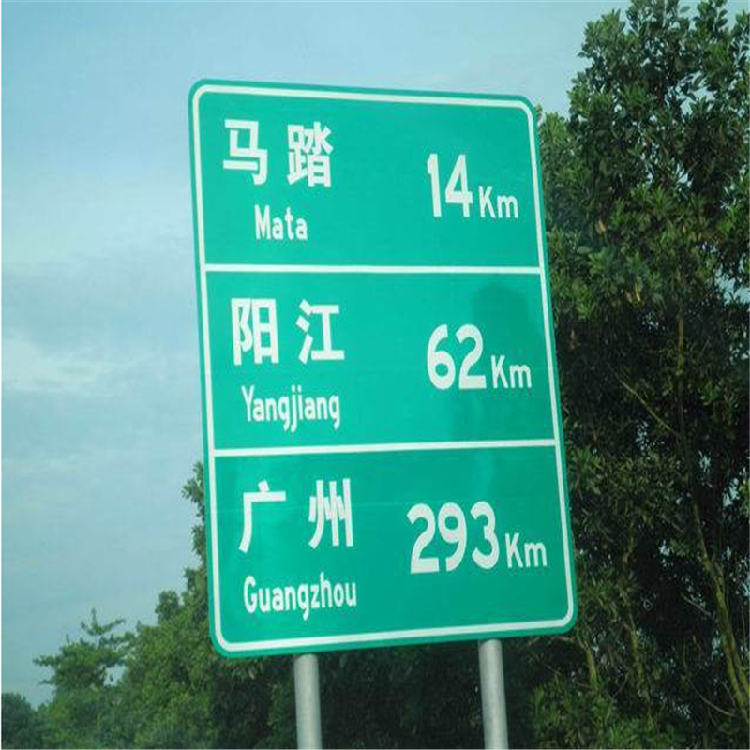 马踏 14Km
Mata
阳江 62Km
Yangjiang
广州 293Km
Guangzhou